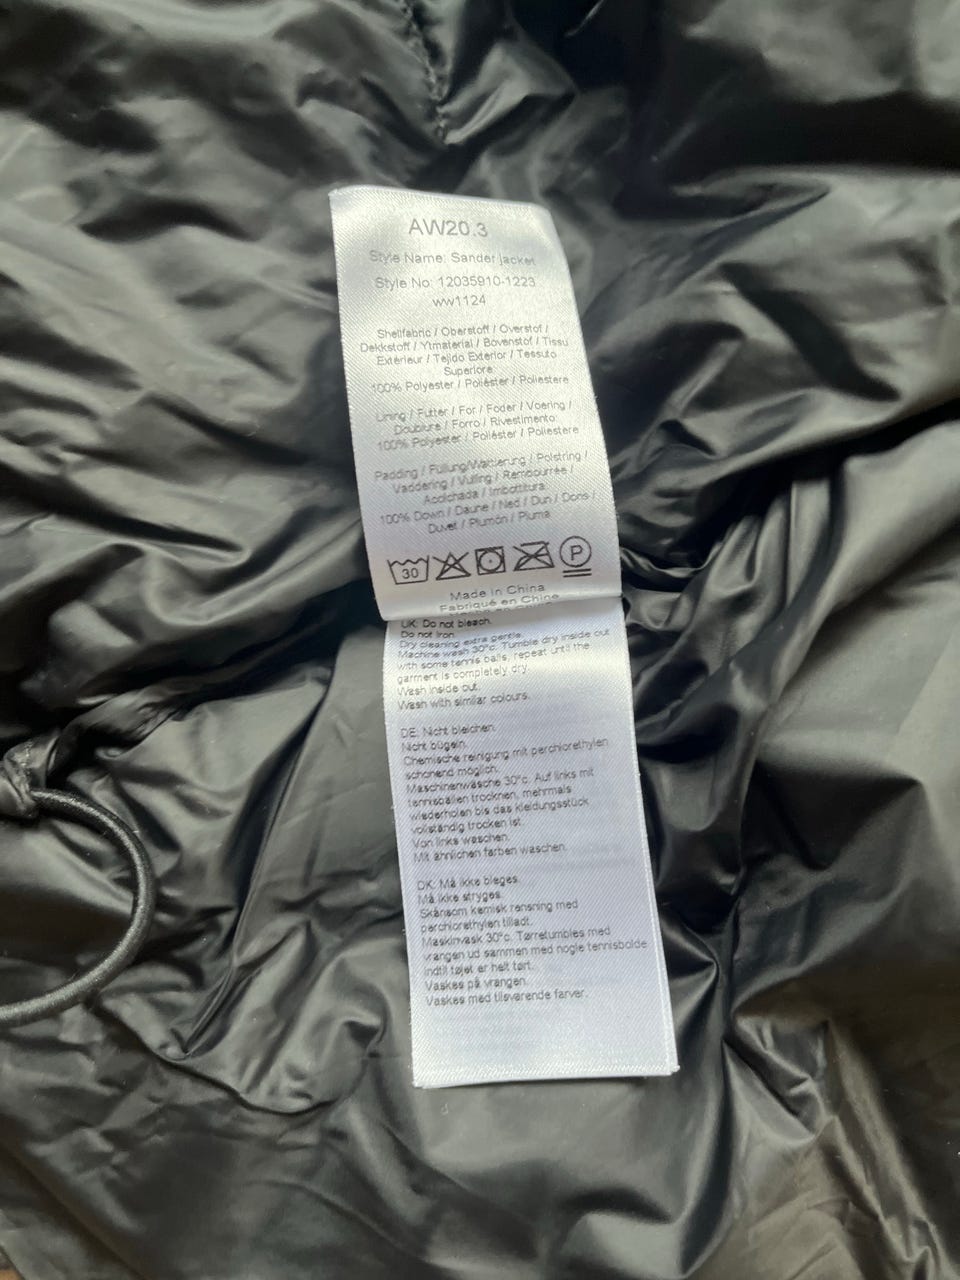 AW20.3
Style Name: Sander jacket
Style No: 12035910-1223
ww1124
Shellfabric / Oberstoff / Overstof /
Dekkstoff / Ytmaterial / Bovenstof / Tissu
Extérieur / Tejido Exterior / Tessuto
Superiore:
100% Polyester / Poliéster / Poliestere
Lining / Futter / For / Foder / Voering /
Doublure / Forro / Rivestimento:
100% Polyester / Poliéster / Poliestere
Padding / Füllung/Wattierung / Polstring /
Vaddering / Vulling / Rembourrée /
Acolchada / Imbottitura:
100% Down / Daune / Ned / Dun / Dons /
Duvet / Plumón / Piuma
30 P
Made in China
Fabriqué en Chine
UK: Do not bleach.
Do not iron.
Dry cleaning extra gentle.
Machine wash 30°c. Tumble dry inside out
with some tennis balls, repeat until the
garment is completely dry.
Wash inside out.
Wash with similar colours.
DE: Nicht bleichen.
Nicht bügeln.
Chemische reinigung mit perchlorethylen
schonend möglich.
Maschinenwäsche 30°c. Auf links mit
tennisbällen trocknen, mehrmals
wiederholen bis das kleidungsstück
vollständig trocken ist.
Von links waschen.
Mit ähnlichen farben waschen.
DK: Må ikke bleges.
Må ikke stryges.
Skånsom kemisk rensning med
perchlorethylen tilladt.
Maskinvask 30°c. Tørretumbles med
vrangen ud sammen med nogle tennisbolde
indtil tøjet er helt tørt.
Vaskes på vrangen.
Vaskes med tilsvarende farver.